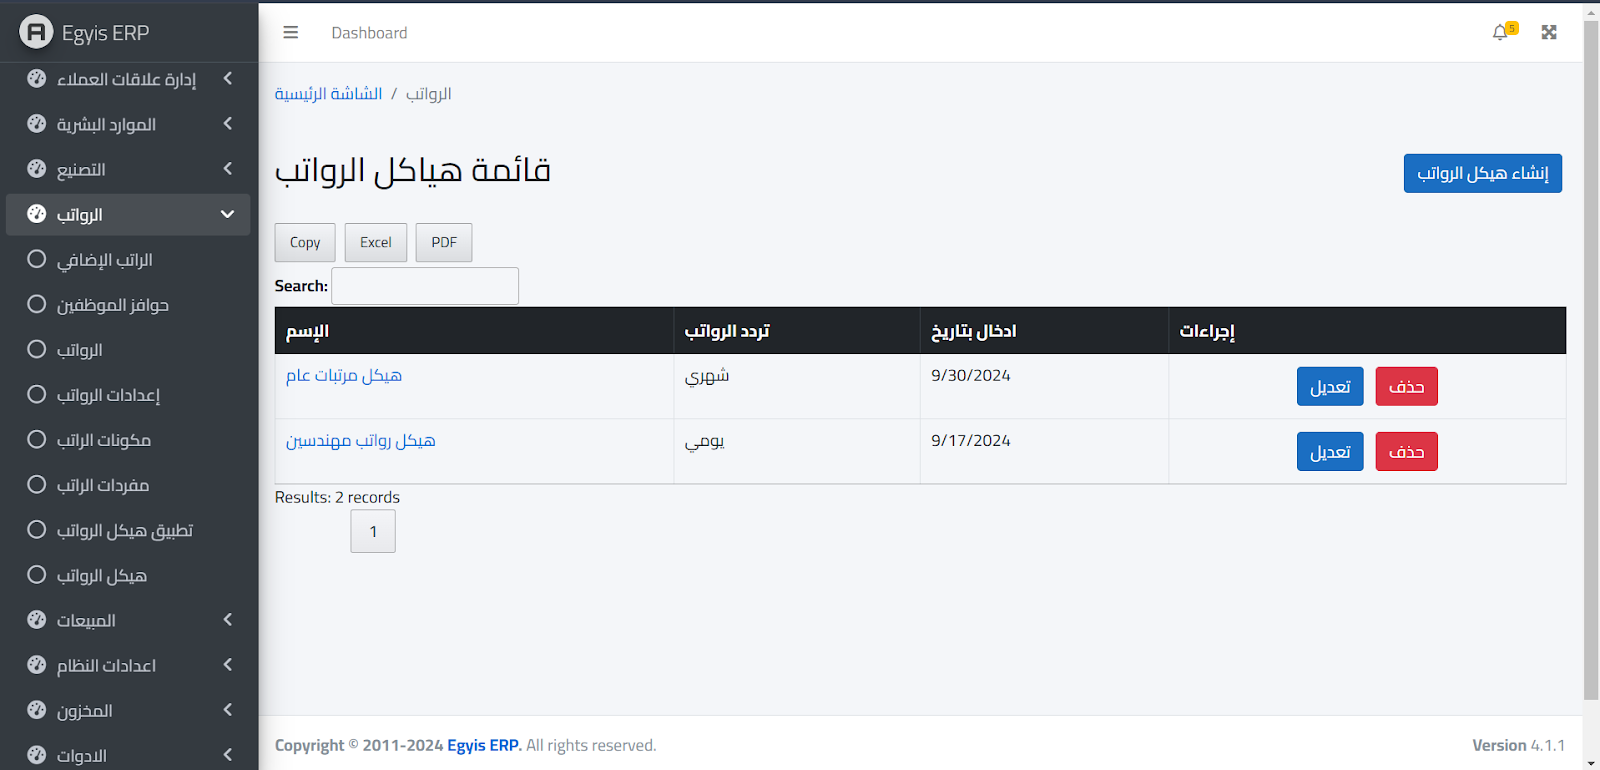 Egyis ERP
إدارة علاقات العملاء
الموارد البشرية
التصنيع
الرواتب
الراتب الإضافي
حوافز الموظفين
الرواتب
إعدادات الرواتب
مكونات الراتب
مفردات الراتب
تطبيق هيكل الرواتب
هيكل الرواتب
المبيعات
اعدادات النظام
المخزون
الادوات
Dashboard
5
الشاشة الرئيسية / الرواتب
قائمة هياكل الرواتب
إنشاء هيكل الرواتب
Copy Excel PDF
Search:
الإسم تردد الرواتب ادخال بتاريخ إجراءات
هيكل مرتبات عام شهري 9/30/2024 تعديل حذف
هيكل رواتب مهندسين يومي 9/17/2024 تعديل حذف
Results: 2 records
1
Copyright © 2011-2024 Egyis ERP. All rights reserved.
Version 4.1.1